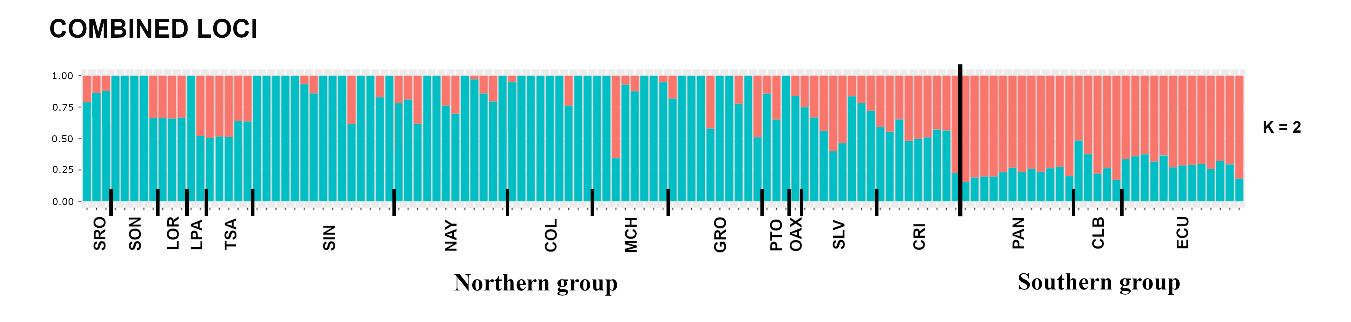 COMBINED LOCI
1.00
0.75
0.50
0.25
0.00
K = 2
SRO SON LOR LPA TSA SIN NAY COL MCH GRO PTO OAX SLV CRI PAN CLB ECU
Northern group Southern group